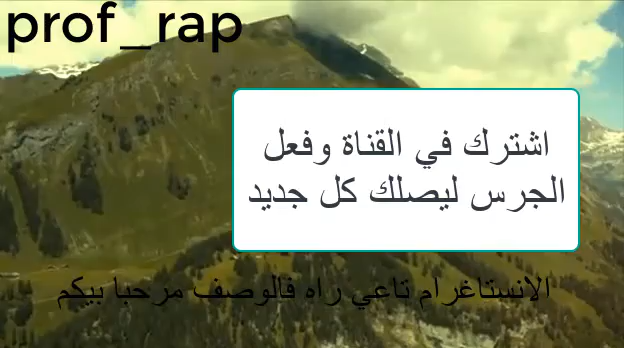 prof_rap
اشترك في القناة وفعل
الجرس ليصلك كل جديد
الانستاغرام تاعي راه فالوصف مرحبا بيكم